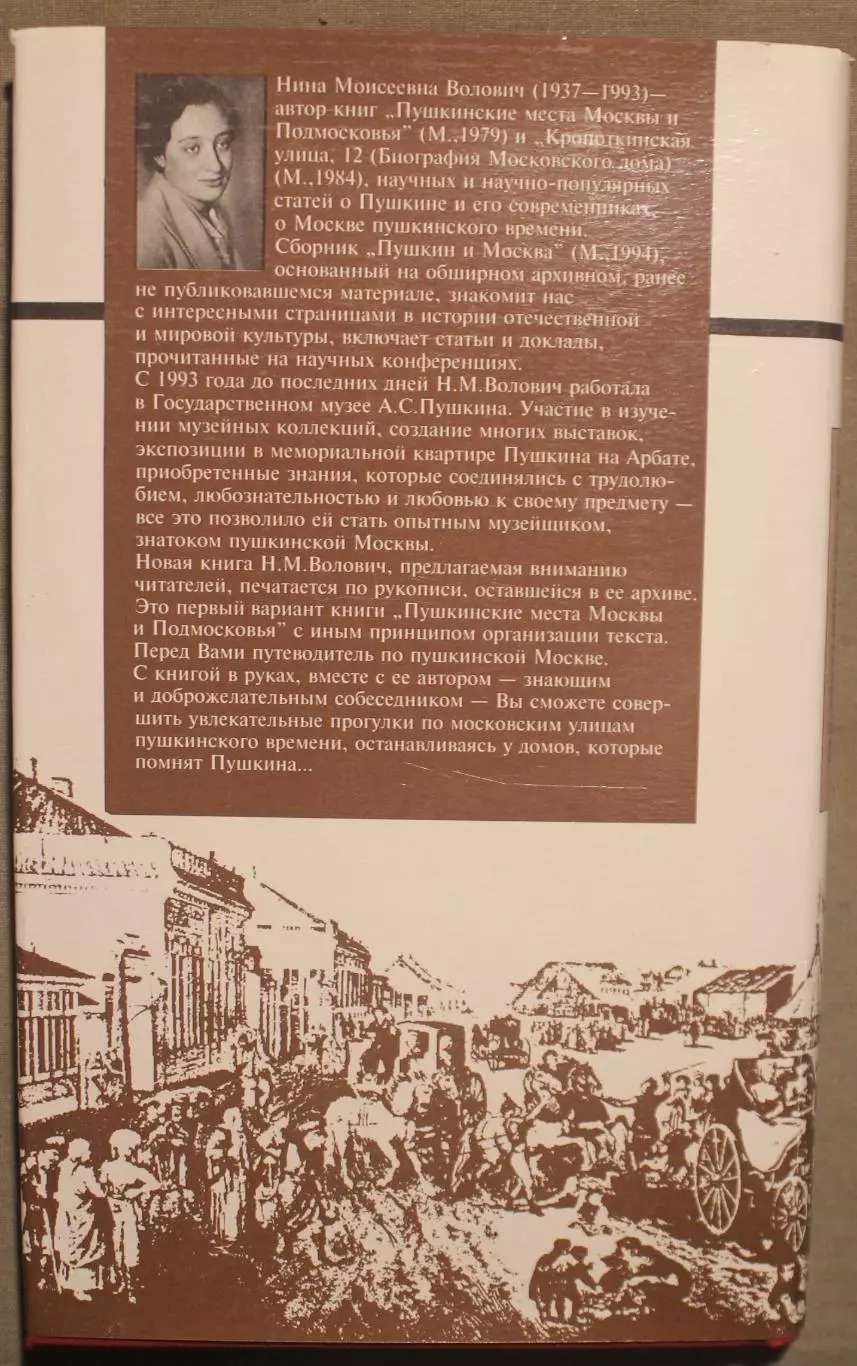 Нина Моисеевна Волович (1937—1993)—
автор книг „Пушкинские места Москвы и
Подмосковья" (М.,1979) и „Кропоткинская
улица, 12 (Биография Московского дома)
(М.,1984), научных и научно-популярных
статей о Пушкине и его современниках,
о Москве пушкинского времени.
Сборник „Пушкин и Москва" (М.,1994),
основанный на обширном архивном, ранее
не публиковавшемся материале, знакомит нас
с интересными страницами в истории отечественной
и мировой культуры, включает статьи и доклады,
прочитанные на научных конференциях.
С 1993 года до последних дней Н.М.Волович работала
в Государственном музее А.С.Пушкина. Участие в изуче-
нии музейных коллекций, создание многих выставок,
экспозиции в мемориальной квартире Пушкина на Арбате,
приобретенные знания, которые соединялись с трудолю-
бием, любознательностью и любовью к своему предмету —
все это позволило ей стать опытным музейщиком,
знатоком пушкинской Москвы.
Новая книга Н.М.Волович, предлагаемая вниманию
читателей, печатается по рукописи, оставшейся в ее архиве.
Это первый вариант книги „Пушкинские места Москвы
и Подмосковья" с иным принципом организации текста.
Перед Вами путеводитель по пушкинской Москве.
С книгой в руках, вместе с ее автором — знающим
и доброжелательным собеседником — Вы сможете совер-
шить увлекательные прогулки по московским улицам
пушкинского времени, останавливаясь у домов, которые
помнят Пушкина...